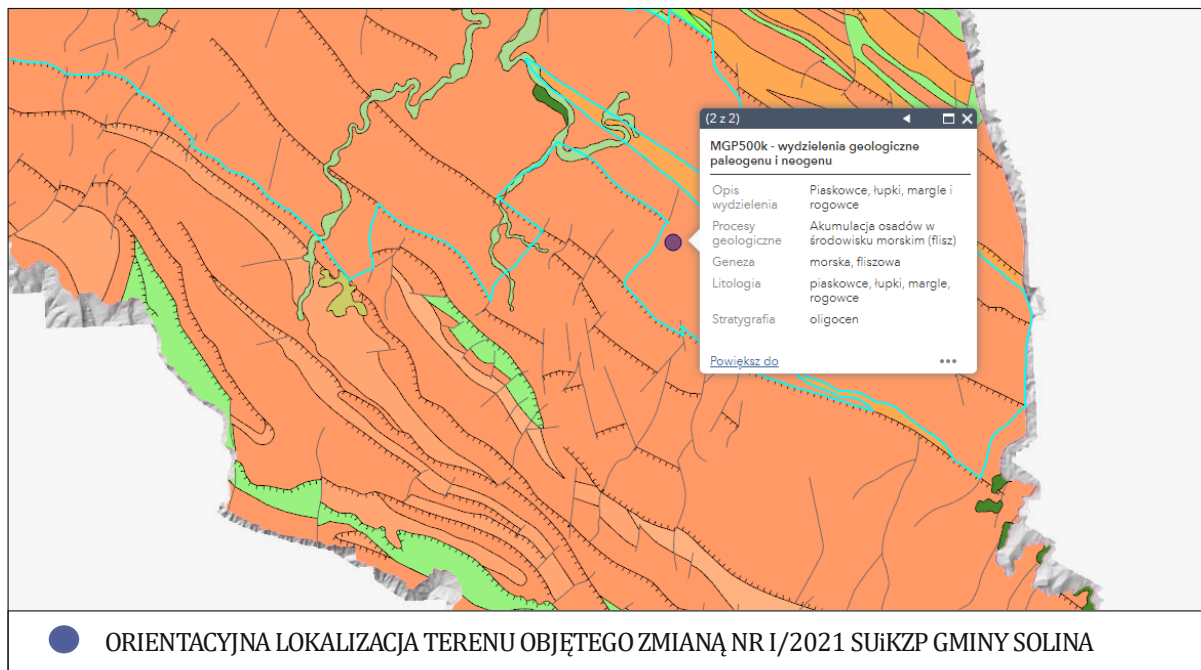 (2 z 2)
MGP500k - wydzielenia geologiczne
paleogenu i neogenu
Opis wydzielenia Piaskowce, łupki, margle i rogowce
Procesy geologiczne Akumulacja osadów w środowisku morskim (flisz)
Geneza morska, fliszowa
Litologia piaskowce, łupki, margle, rogowce
Stratygrafia oligocen
Powiększ do
ORIENTACYJNA LOKALIZACJA TERENU OBJĘTEGO ZMIANĄ NR I/2021 SUiKZP GMINY SOLINA